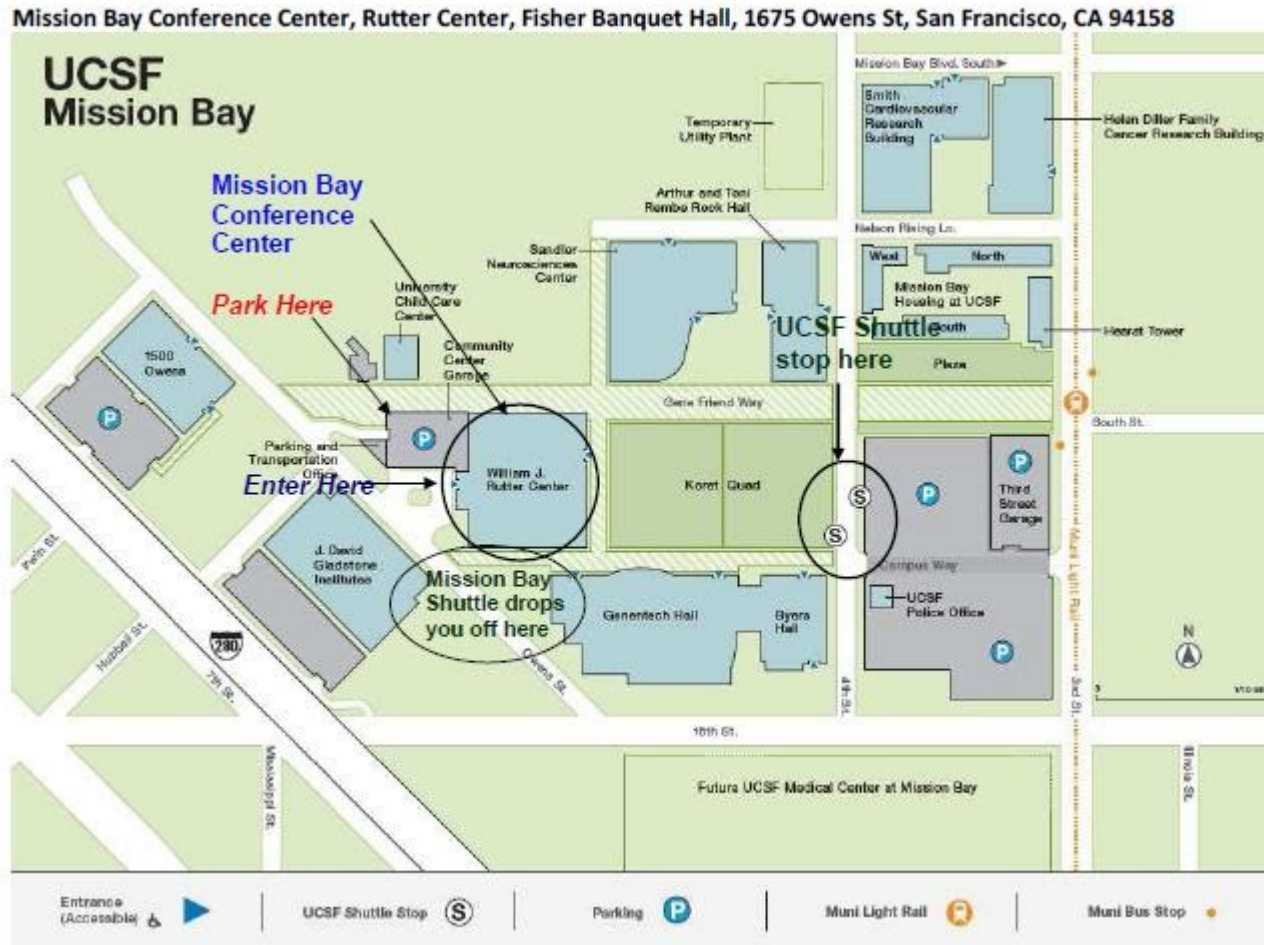 Mission Bay Conference Center, Rutter Center, Fisher Banquet Hall, 1675 Owens St, San Francisco, CA 94158
UCSF
Mission Bay
Mission Bay Blvd. South
Smith
Cardiovascular
Research
Building
Helen Diller Family
Cancer Research Building
Temporary
Utility Plant
Mission Bay
Conference
Center
Arthur and Toni
Rembe Rock Hall
Nelson Rising Ln.
Sandler
Neurosciences
Center
West
North
Mission Bay
Housing at UCSF
South
Hearst Tower
Plaza
University
Child Care
Center
Park Here
Community
Center
Garage
UCSF Shuttle
stop here
1500
Owens
P
Gene Friend Way
South St.
P
Parking and
Transportation
Office
Enter Here
William J.
Rutter Center
Koret Quad
S
S
P
P
Third
Street
Garage
Muni Light Rail
J. David
Gladstone
Institutes
Campus Way
Mission Bay
Shuttle drops
you off here
Genentech Hall
Byers
Hall
UCSF
Police Office
P
N
280
Hubbell St.
7th St.
Owens St.
4th St.
3rd St.
16th St.
Mississippi St.
Illinois St.
Future UCSF Medical Center at Mission Bay
Entrance
(Accessible)
UCSF Shuttle Stop S
Parking P
Muni Light Rail
Muni Bus Stop